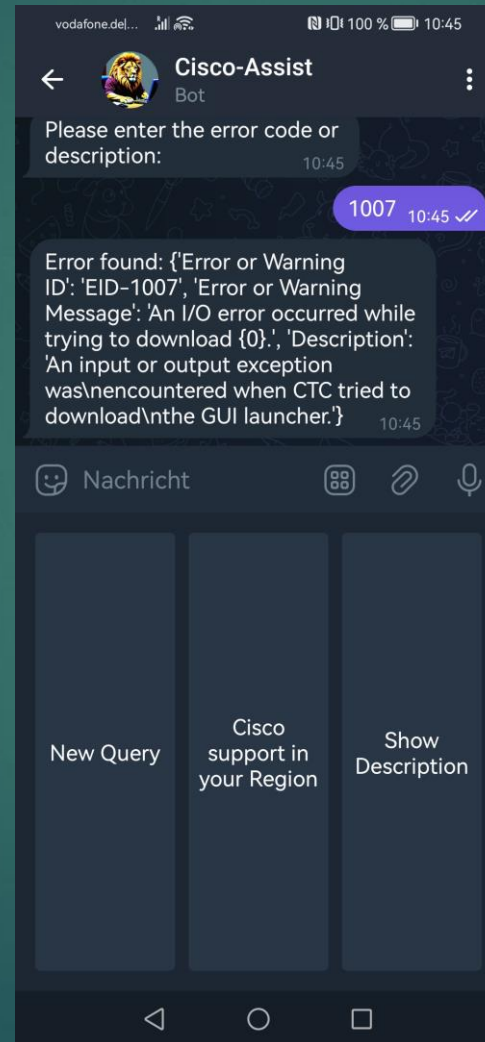 vodafone.de|... 100 % 10:45
Cisco-Assist
Bot
Please enter the error code or
description: 10:45
1007 10:45
Error found: {'Error or Warning
ID': 'EID-1007', 'Error or Warning
Message': 'An I/O error occurred while
trying to download {0}.', 'Description':
'An input or output exception
was\nencountered when CTC tried to
download\nthe GUI launcher.'} 10:45
Nachricht
New Query
Cisco
support in
your Region
Show
Description